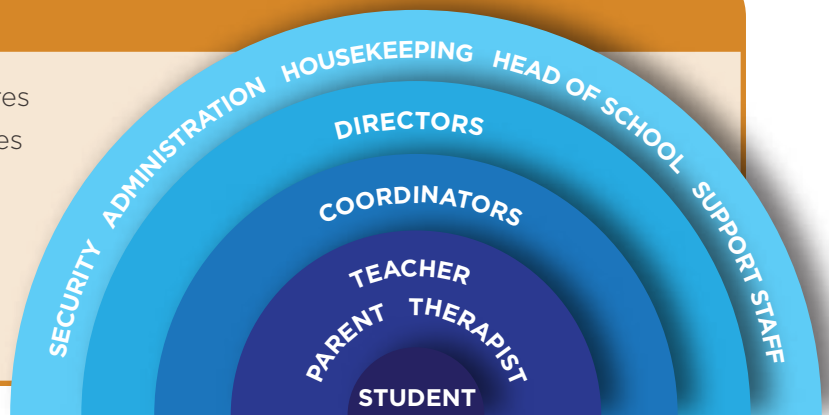 SECURITY ADMINISTRATION HOUSEKEEPING HEAD OF SCHOOL SUPPORT STAFF
DIRECTORS
COORDINATORS
TEACHER
PARENT THERAPIST
STUDENT